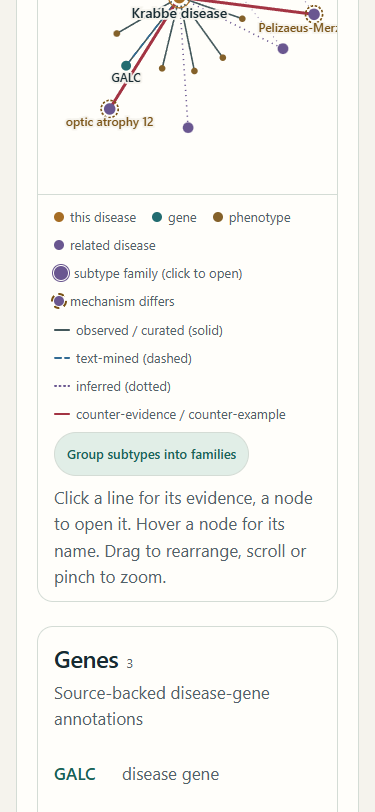 Krabbe disease
Pelizaeus-Merz
GALC
optic atrophy 12
this disease gene phenotype
related disease
subtype family (click to open)
mechanism differs
observed / curated (solid)
text-mined (dashed)
inferred (dotted)
counter-evidence / counter-example
Group subtypes into families
Click a line for its evidence, a node
to open it. Hover a node for its
name. Drag to rearrange, scroll or
pinch to zoom.
Genes 3
Source-backed disease-gene
annotations
GALC disease gene